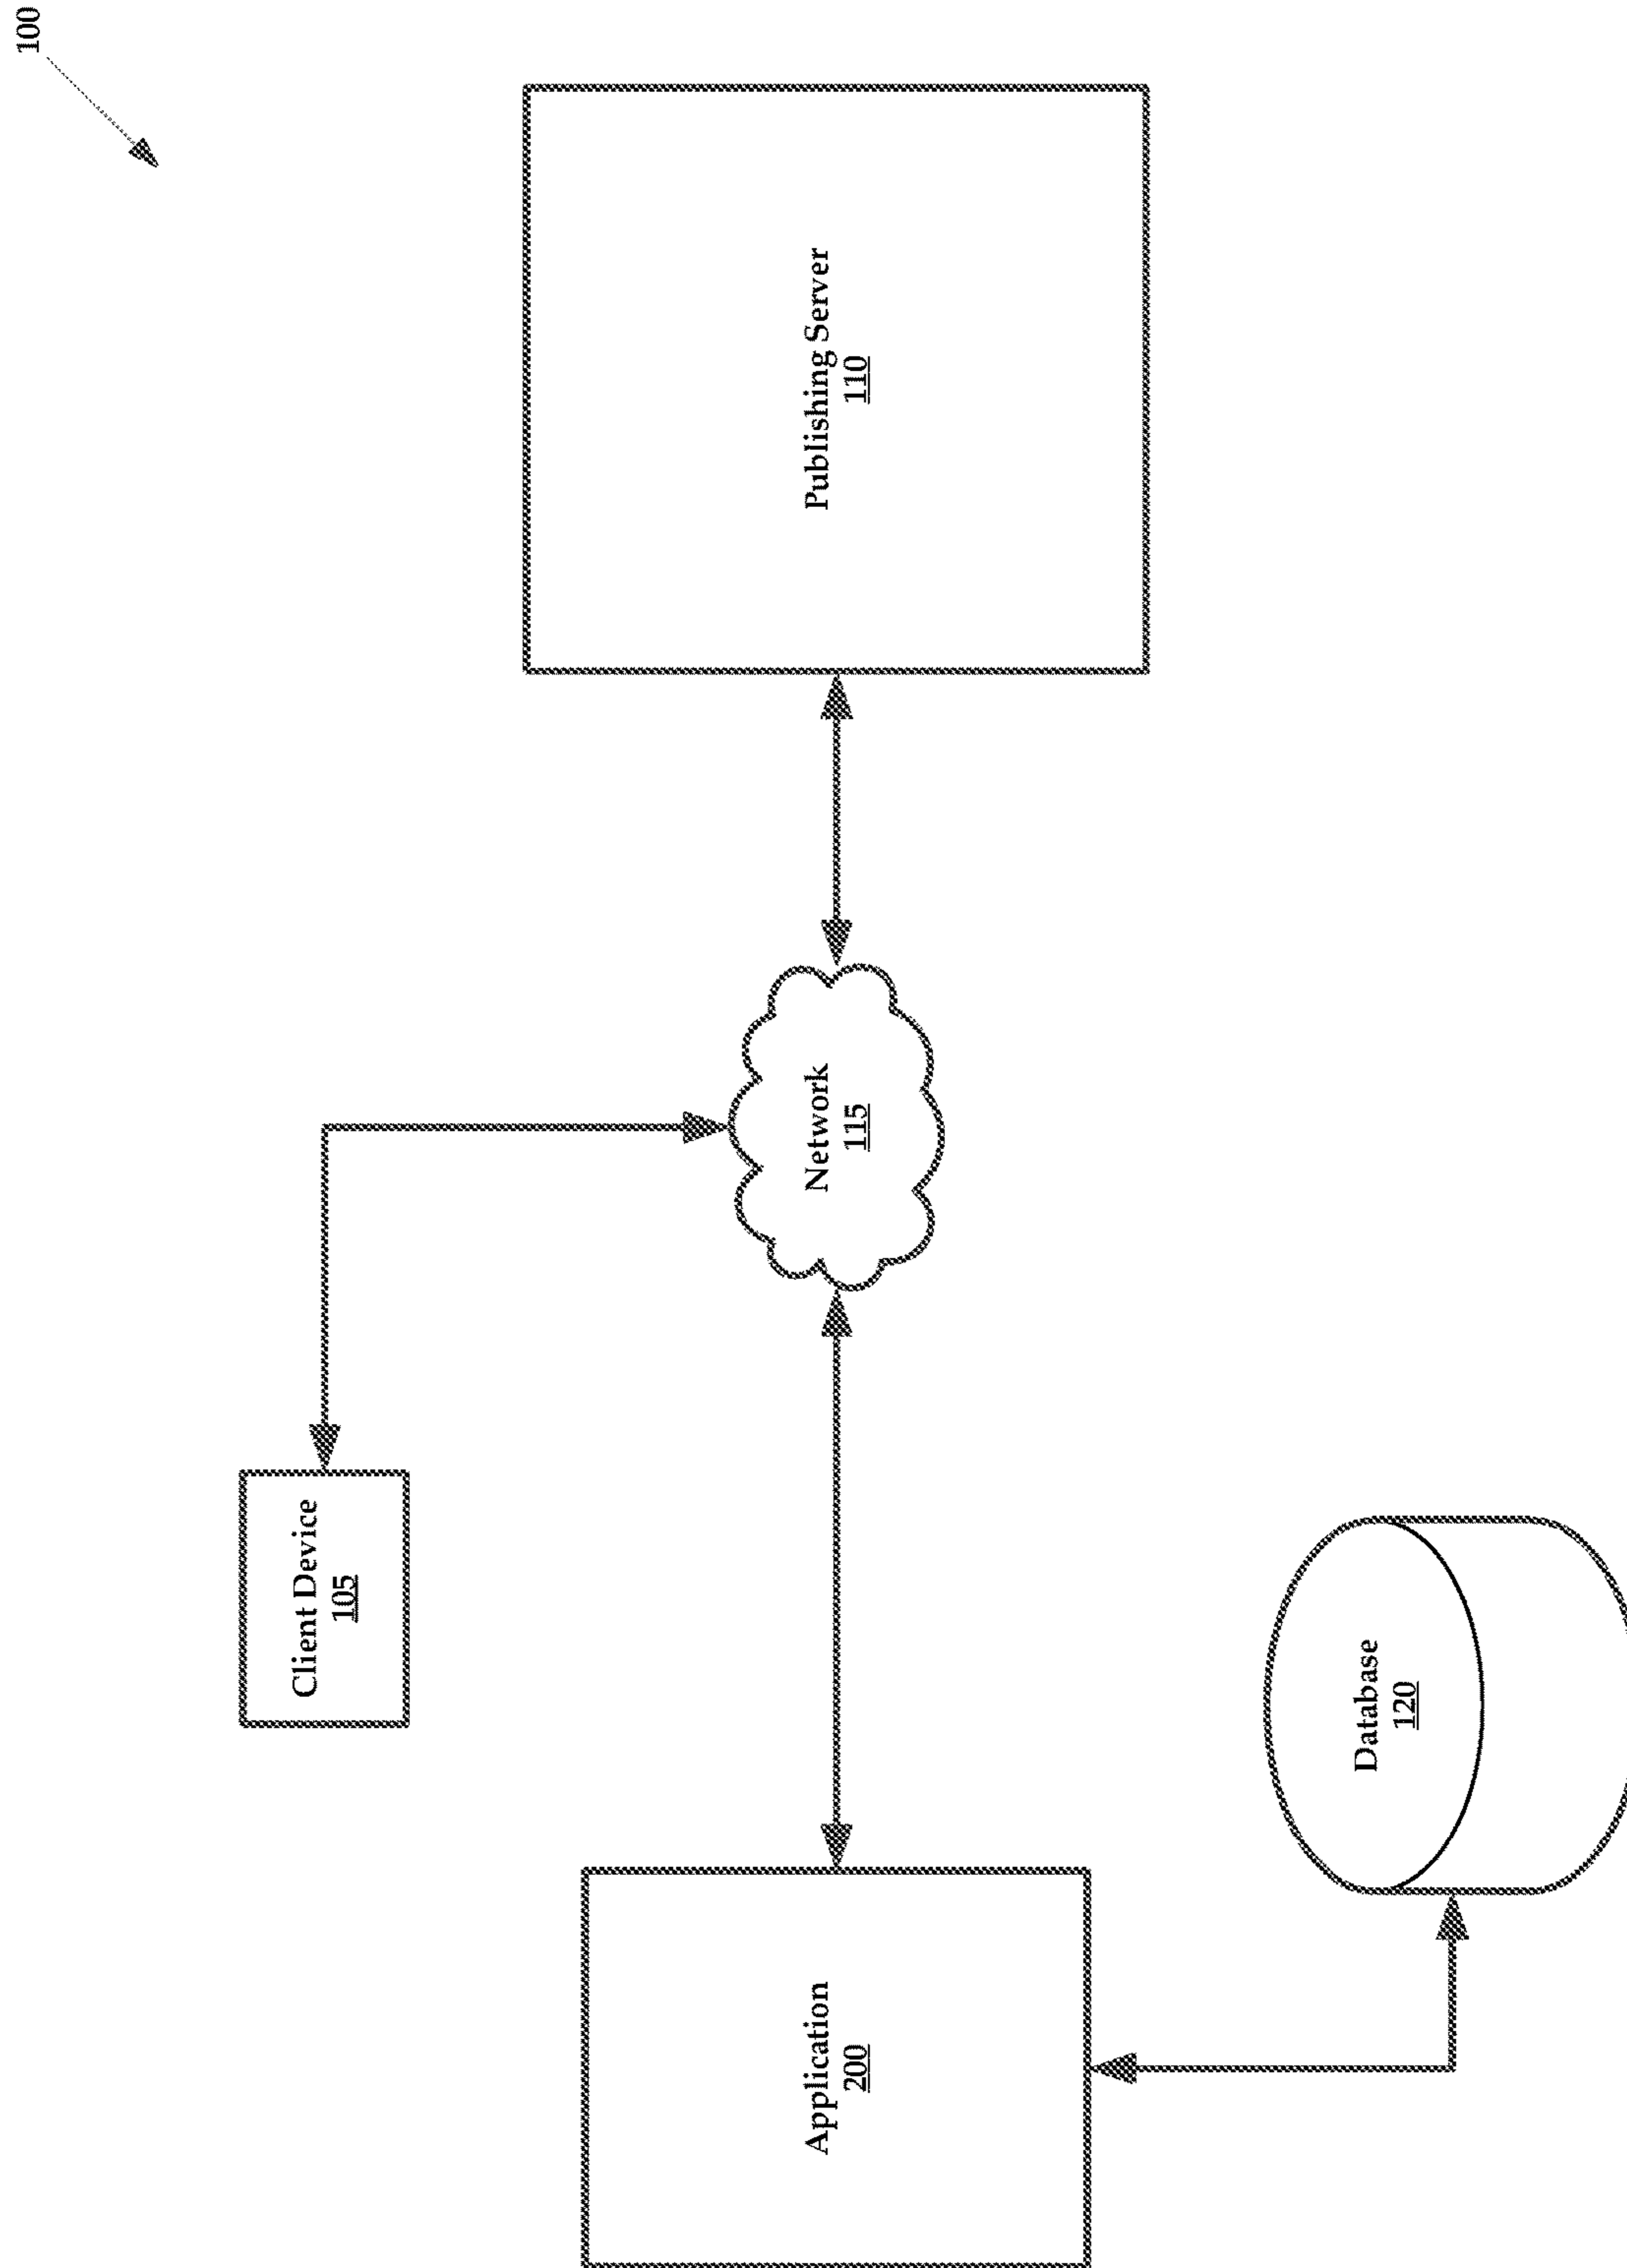 100
Client Device
105
Application
200
Network
115
Publishing Server
110
Database
120